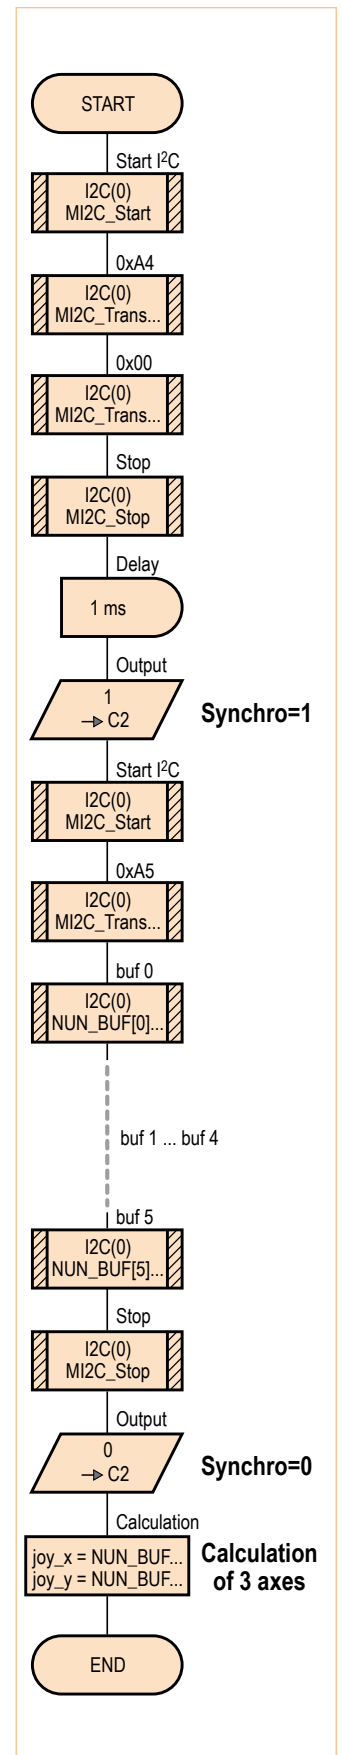 START
Start I²C
I2C(0)
MI2C_Start
0xA4
I2C(0)
MI2C_Trans...
0x00
I2C(0)
MI2C_Trans...
Stop
I2C(0)
MI2C_Stop
Delay
1 ms
Output
1
→ C2
Synchro=1
Start I²C
I2C(0)
MI2C_Start
0xA5
I2C(0)
MI2C_Trans...
buf 0
I2C(0)
NUN_BUF[0]...
buf 1 ... buf 4
buf 5
I2C(0)
NUN_BUF[5]...
Stop
I2C(0)
MI2C_Stop
Output
0
→ C2
Synchro=0
Calculation
joy_x = NUN_BUF...
joy_y = NUN_BUF...
Calculation
of 3 axes
END